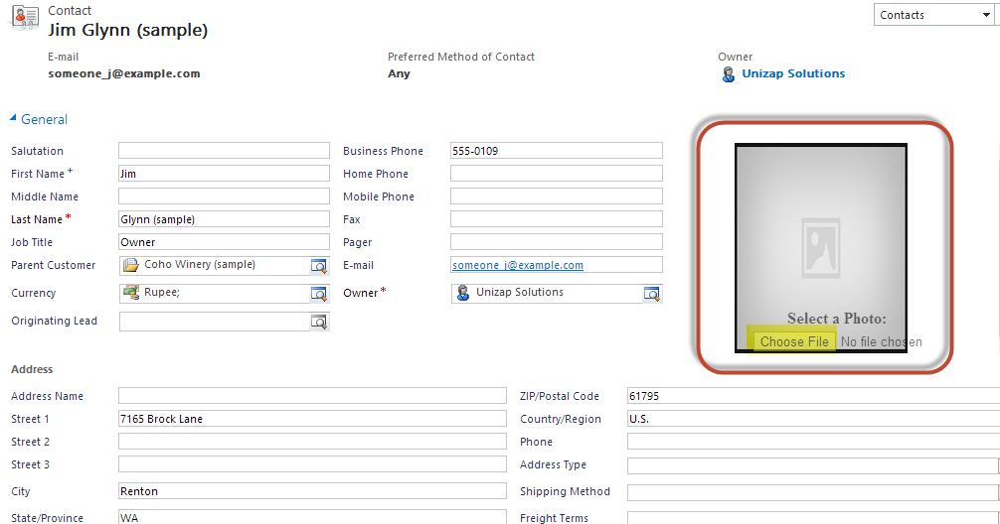 Contact
Jim Glynn (sample)
Contacts
E-mail
Preferred Method of Contact
Owner
someone_j@example.com
Any
Unizap Solutions
General
Salutation
Business Phone 555-0109
First Name + Jim
Home Phone
Middle Name
Mobile Phone
Last Name * Glynn (sample)
Fax
Job Title Owner
Pager
Parent Customer Coho Winery (sample)
E-mail someone_j@example.com
Currency Rupee;
Owner * Unizap Solutions
Originating Lead
Select a Photo:
Choose File No file chosen
Address
Address Name
ZIP/Postal Code 61795
Street 1 7165 Brock Lane
Country/Region U.S.
Street 2
Phone
Street 3
Address Type
City Renton
Shipping Method
State/Province WA
Freight Terms